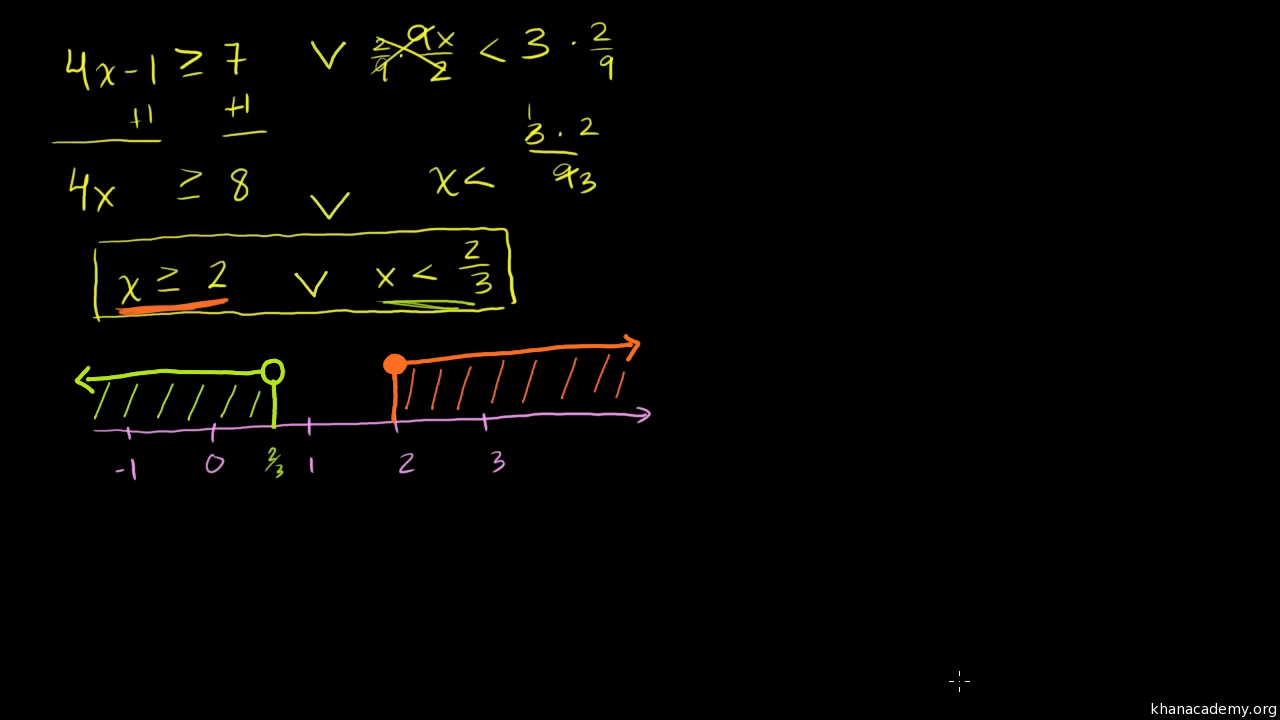 4x-1 ≥ 7 ∨ 2/9 · 9x/2 < 3 · 2/9
+1 +1
4x ≥ 8 ∨ x < 1 3 · 2 / 9 3
x ≥ 2 ∨ x < 2/3
-1 0 2/3 1 2 3
khanacademy.org